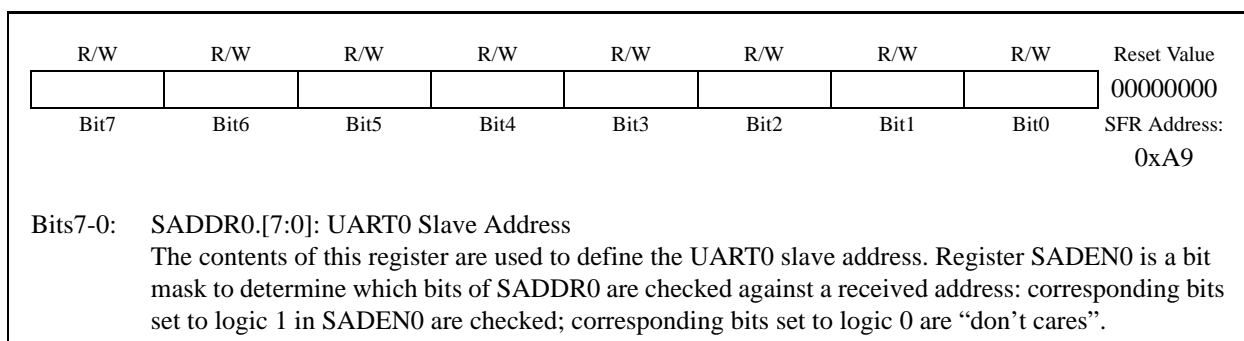 R/W R/W R/W R/W R/W R/W R/W R/W Reset Value
00000000
Bit7 Bit6 Bit5 Bit4 Bit3 Bit2 Bit1 Bit0 SFR Address:
0xA9
Bits7-0: SADDR0.[7:0]: UART0 Slave Address
The contents of this register are used to define the UART0 slave address. Register SADEN0 is a bit
mask to determine which bits of SADDR0 are checked against a received address: corresponding bits
set to logic 1 in SADEN0 are checked; corresponding bits set to logic 0 are “don’t cares”.